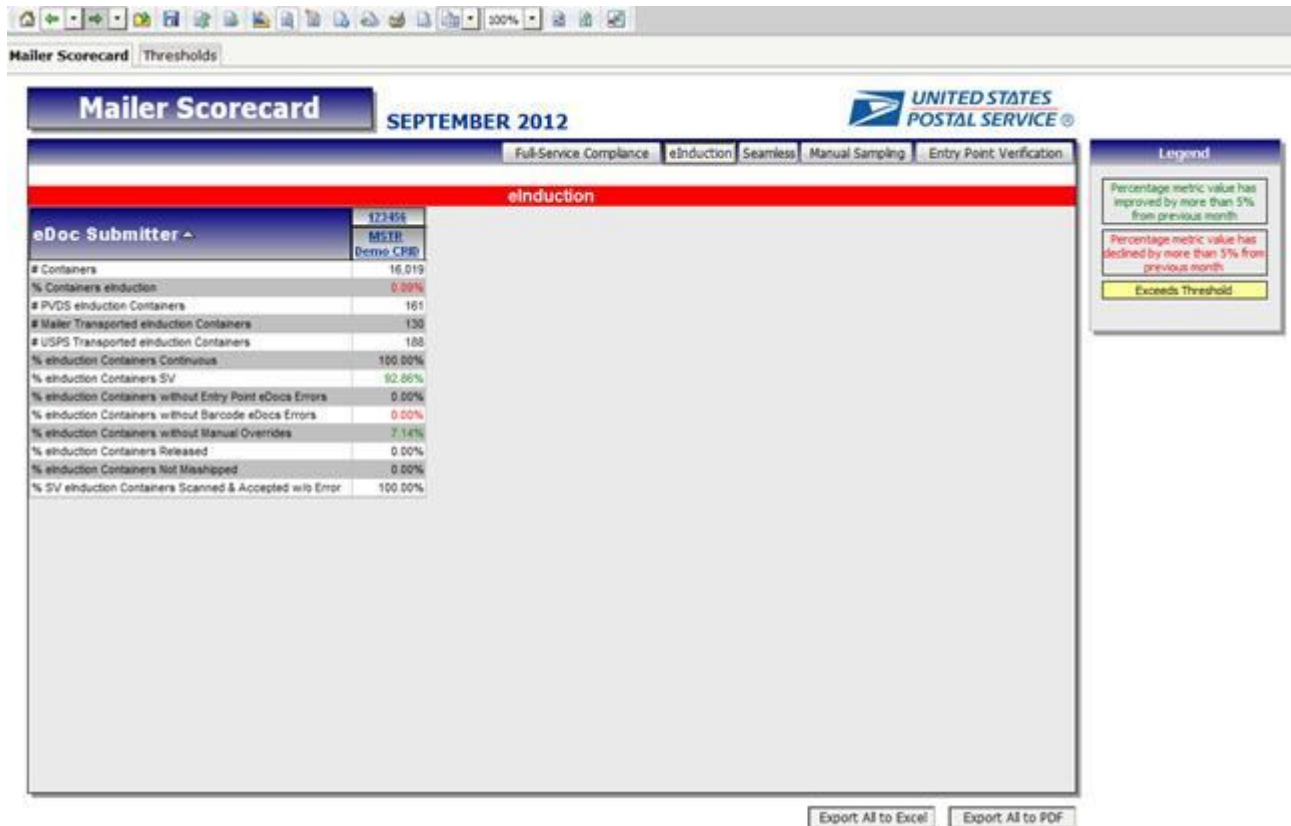 100%
Mailer Scorecard Thresholds
Mailer Scorecard
SEPTEMBER 2012
UNITED STATES
POSTAL SERVICE ®
Full-Service Compliance eInduction Seamless Manual Sampling Entry Point Verification
eInduction
eDoc Submitter
123456
MSTR
Demo CRID
# Containers 16,019
% Containers eInduction 0.09%
# PVDS eInduction Containers 161
# Mailer Transported eInduction Containers 130
# USPS Transported eInduction Containers 188
% eInduction Containers Continuous 100.00%
% eInduction Containers SV 92.86%
% eInduction Containers without Entry Point eDocs Errors 0.00%
% eInduction Containers without Barcode eDocs Errors 0.00%
% eInduction Containers without Manual Overrides 7.14%
% eInduction Containers Released 0.00%
% eInduction Containers Not Misshipped 0.00%
% SV eInduction Containers Scanned & Accepted w/o Error 100.00%
Legend
Percentage metric value has
improved by more than 5%
from previous month
Percentage metric value has
declined by more than 5% from
previous month
Exceeds Threshold
Export All to Excel Export All to PDF